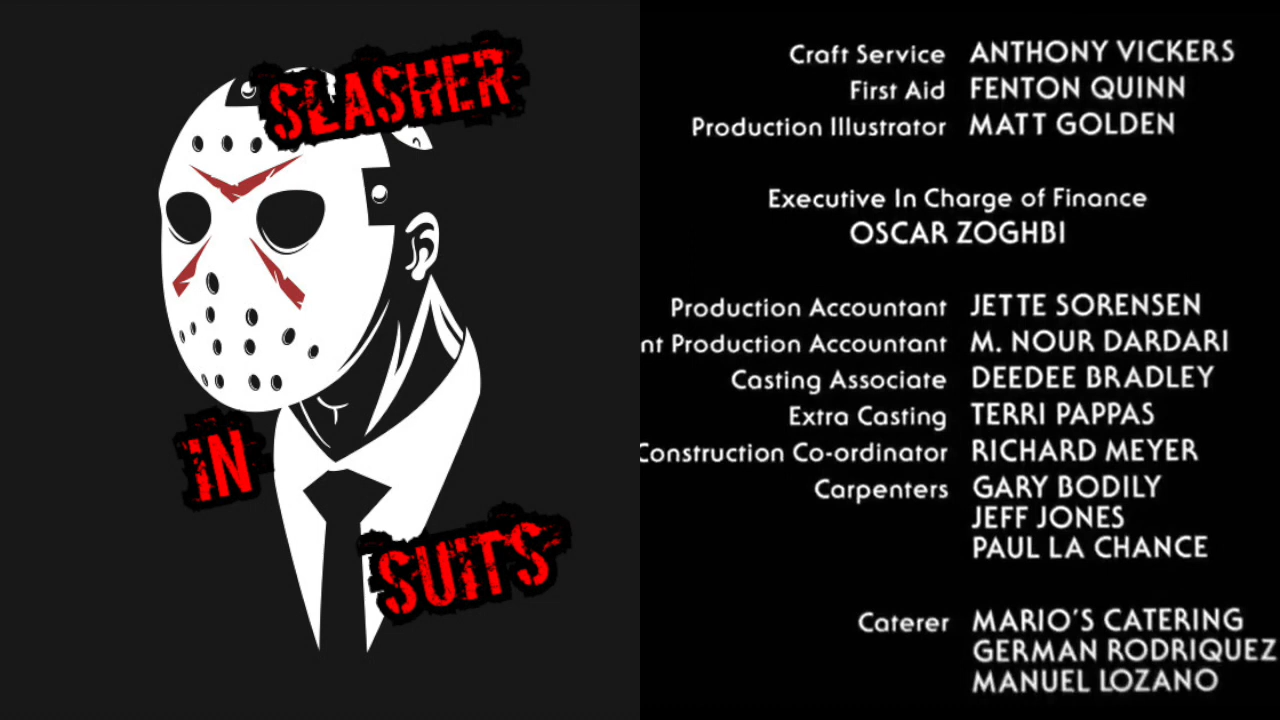 SLASHER
IN
SUITS
Craft Service ANTHONY VICKERS
First Aid FENTON QUINN
Production Illustrator MATT GOLDEN
Executive In Charge of Finance
OSCAR ZOGHBI
Production Accountant JETTE SORENSEN
nt Production Accountant M. NOUR DARDARI
Casting Associate DEEDEE BRADLEY
Extra Casting TERRI PAPPAS
Construction Co-ordinator RICHARD MEYER
Carpenters GARY BODILY
JEFF JONES
PAUL LA CHANCE
Caterer MARIO'S CATERING
GERMAN RODRIQUEZ
MANUEL LOZANO